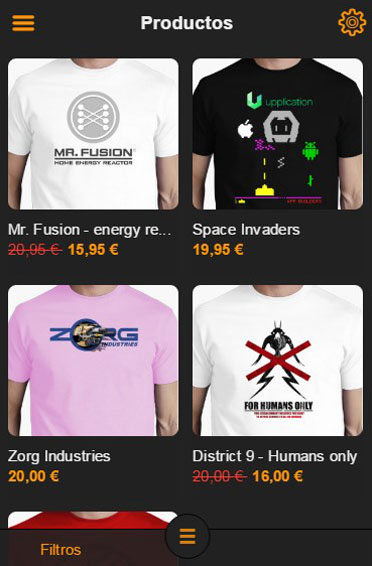 Productos
MR. FUSION
HOME ENERGY REACTOR
Upplication
Mr. Fusion - energy re...
Space Invaders
20,95 € 15,95 €
19,95 €
ZORG
INDUSTRIES
FOR HUMANS ONLY
Zorg Industries
District 9 - Humans only
20,00 €
20,00 € 16,00 €
Filtros